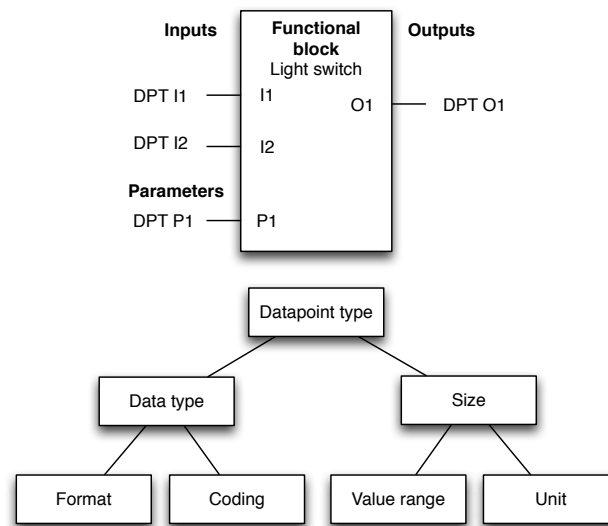 Inputs
Functional
block
Light switch
Outputs
DPT I1
I1
O1
DPT O1
DPT I2
I2
Parameters
DPT P1
P1
Datapoint type
Data type
Size
Format
Coding
Value range
Unit